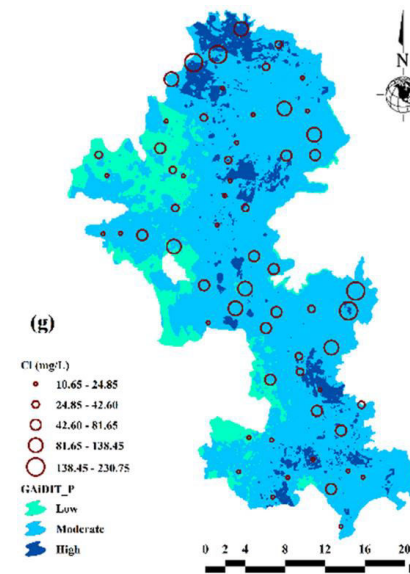 N
(g)
Cl (mg/L)
10.65 - 24.85
24.85 - 42.60
42.60 - 81.65
81.65 - 138.45
138.45 - 230.75
GAiDIT_P
Low
Moderate
High
0 2 4 8 12 16 20